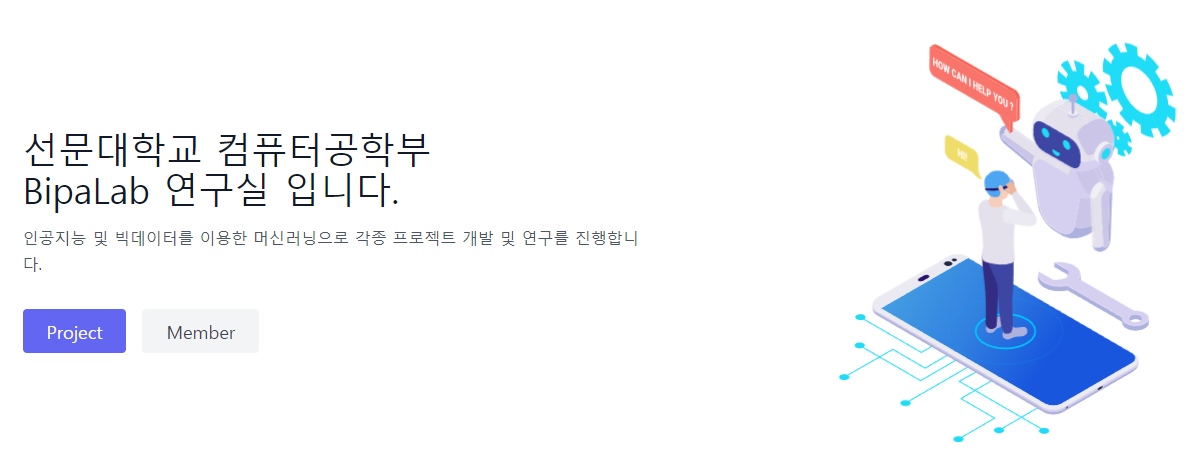 선문대학교 컴퓨터공학부
BipaLab 연구실 입니다.
인공지능 및 빅데이터를 이용한 머신러닝으로 각종 프로젝트 개발 및 연구를 진행합니
다.
Project
Member
HOW CAN I HELP YOU ?
HI!